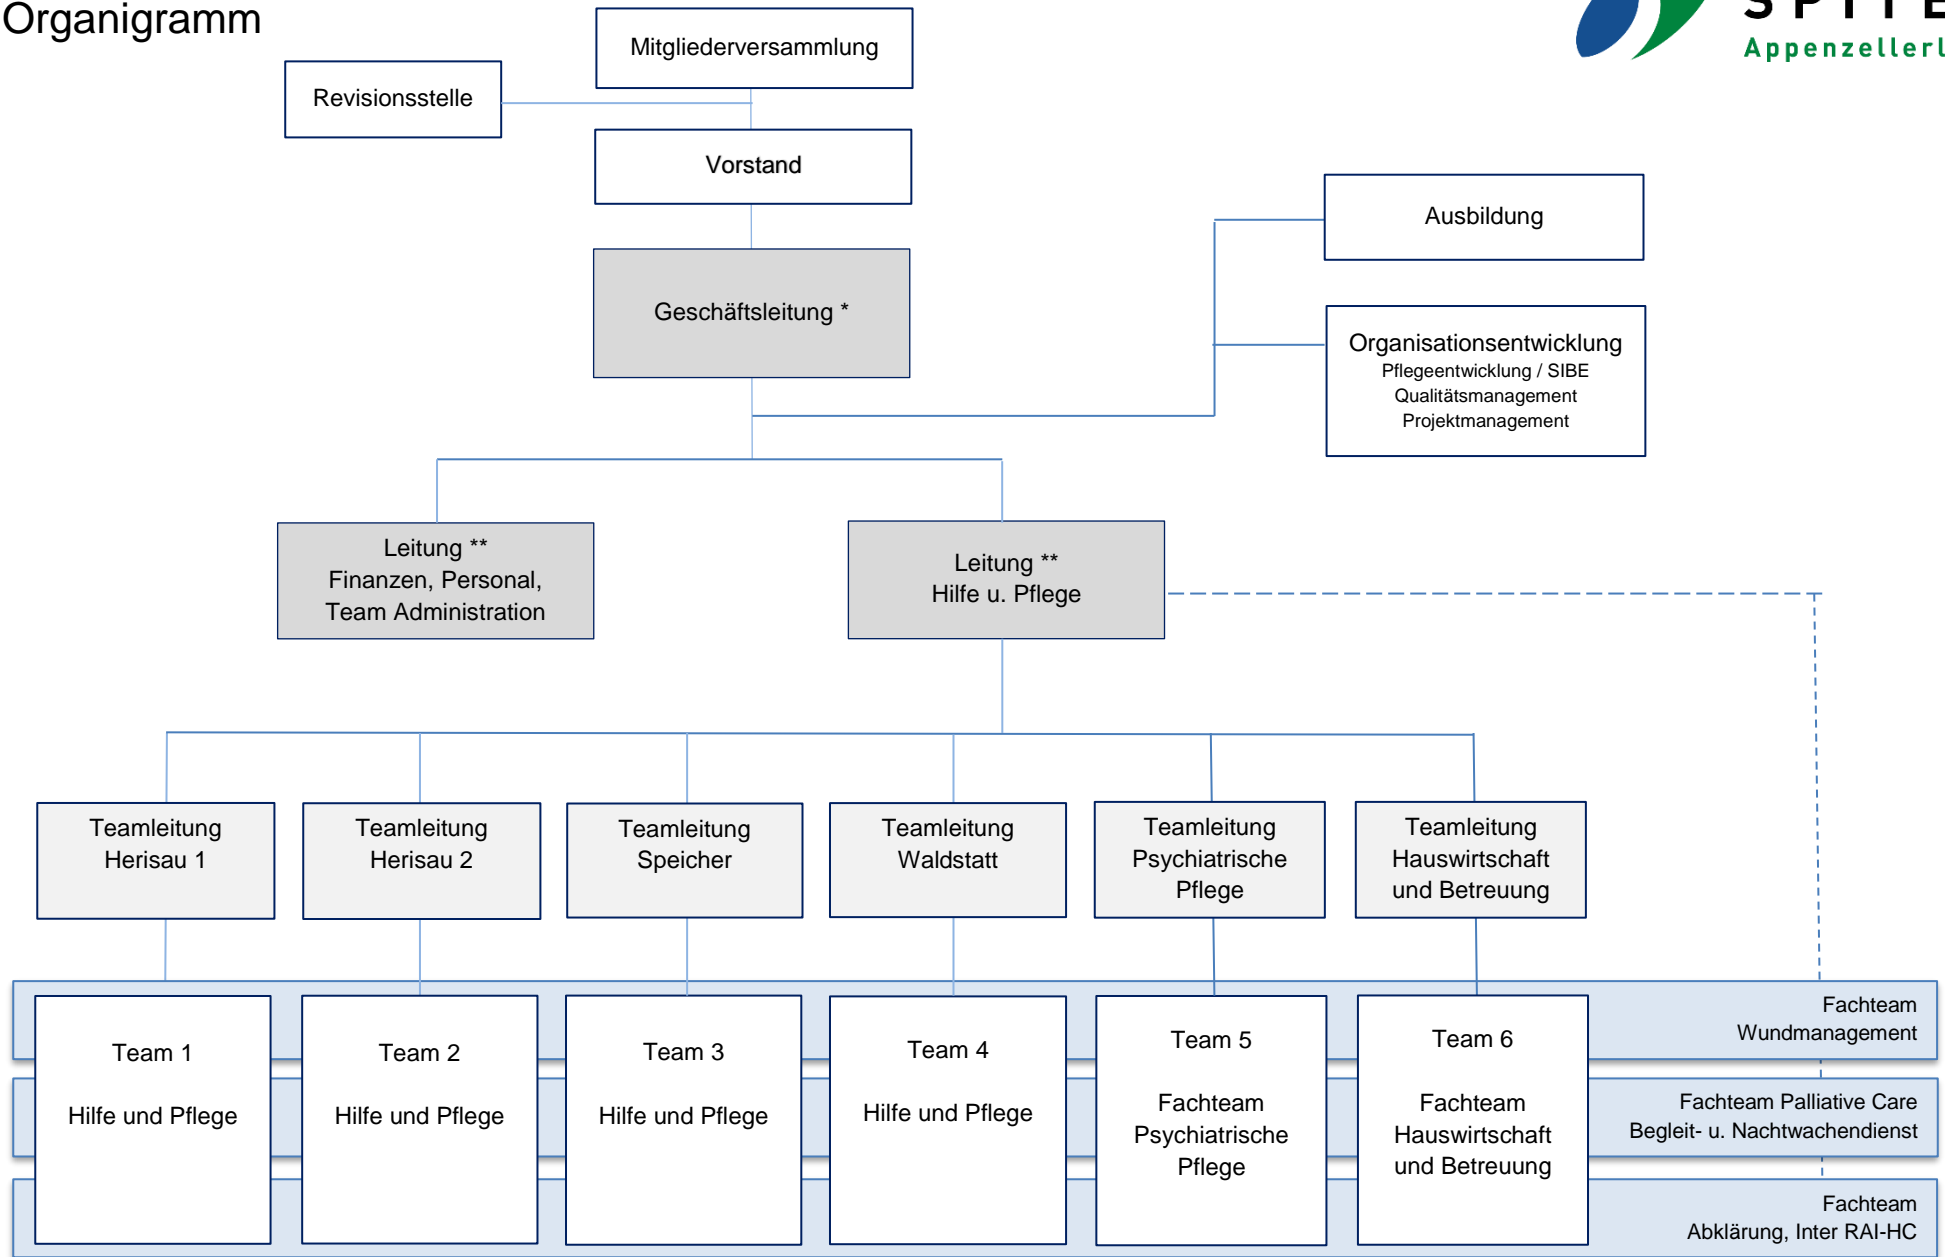 Organigramm
Mitgliederversammlung
Revisionsstelle
Vorstand
Geschäftsleitung *
Ausbildung
Organisationsentwicklung
Pflegeentwicklung / SIBE
Qualitätsmanagement
Projektmanagement
Leitung **
Finanzen, Personal,
Team Administration
Leitung **
Hilfe u. Pflege
Teamleitung
Herisau 1
Teamleitung
Herisau 2
Teamleitung
Speicher
Teamleitung
Waldstatt
Teamleitung
Psychiatrische
Pflege
Teamleitung
Hauswirtschaft
und Betreuung
Team 1
Hilfe und Pflege
Team 2
Hilfe und Pflege
Team 3
Hilfe und Pflege
Team 4
Hilfe und Pflege
Team 5
Fachteam
Psychiatrische
Pflege
Team 6
Fachteam
Hauswirtschaft
und Betreuung
Fachteam
Wundmanagement
Fachteam Palliative Care
Begleit- u. Nachtwachendienst
Fachteam
Abklärung, Inter RAI-HC